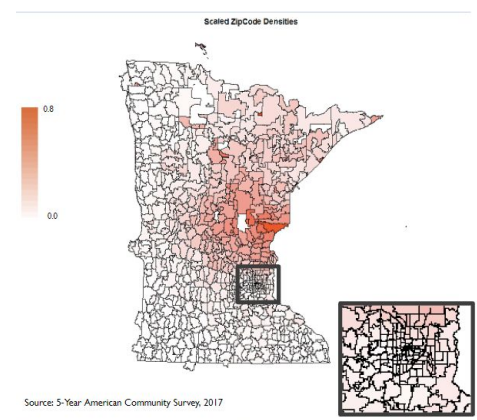 Scaled ZipCode Densities
0.8
0.0
Source: 5-Year American Community Survey, 2017